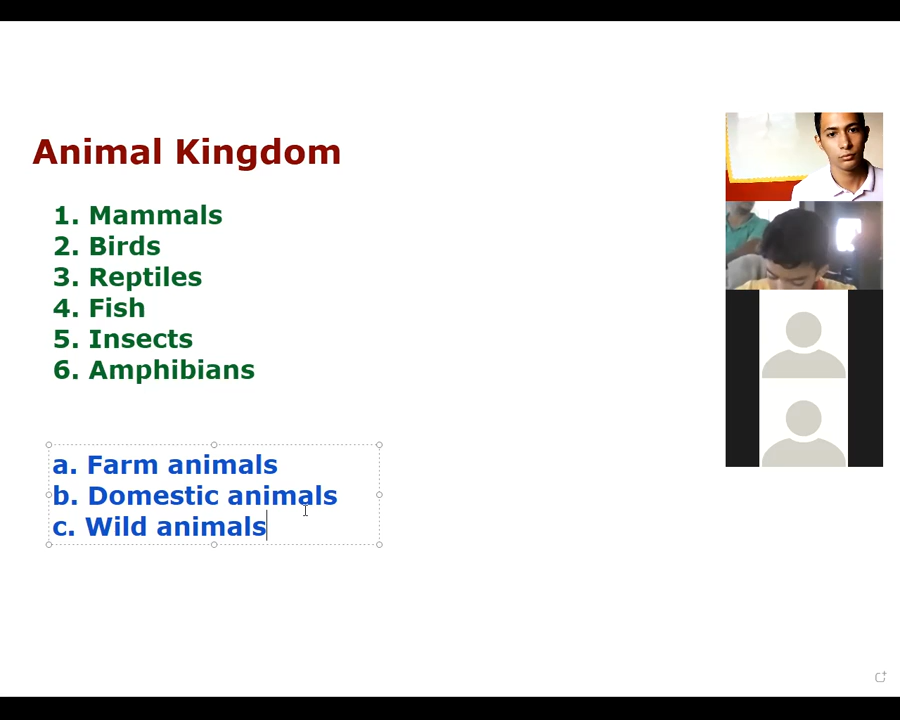 Animal Kingdom
1. Mammals
2. Birds
3. Reptiles
4. Fish
5. Insects
6. Amphibians
a. Farm animals
b. Domestic animals
c. Wild animals